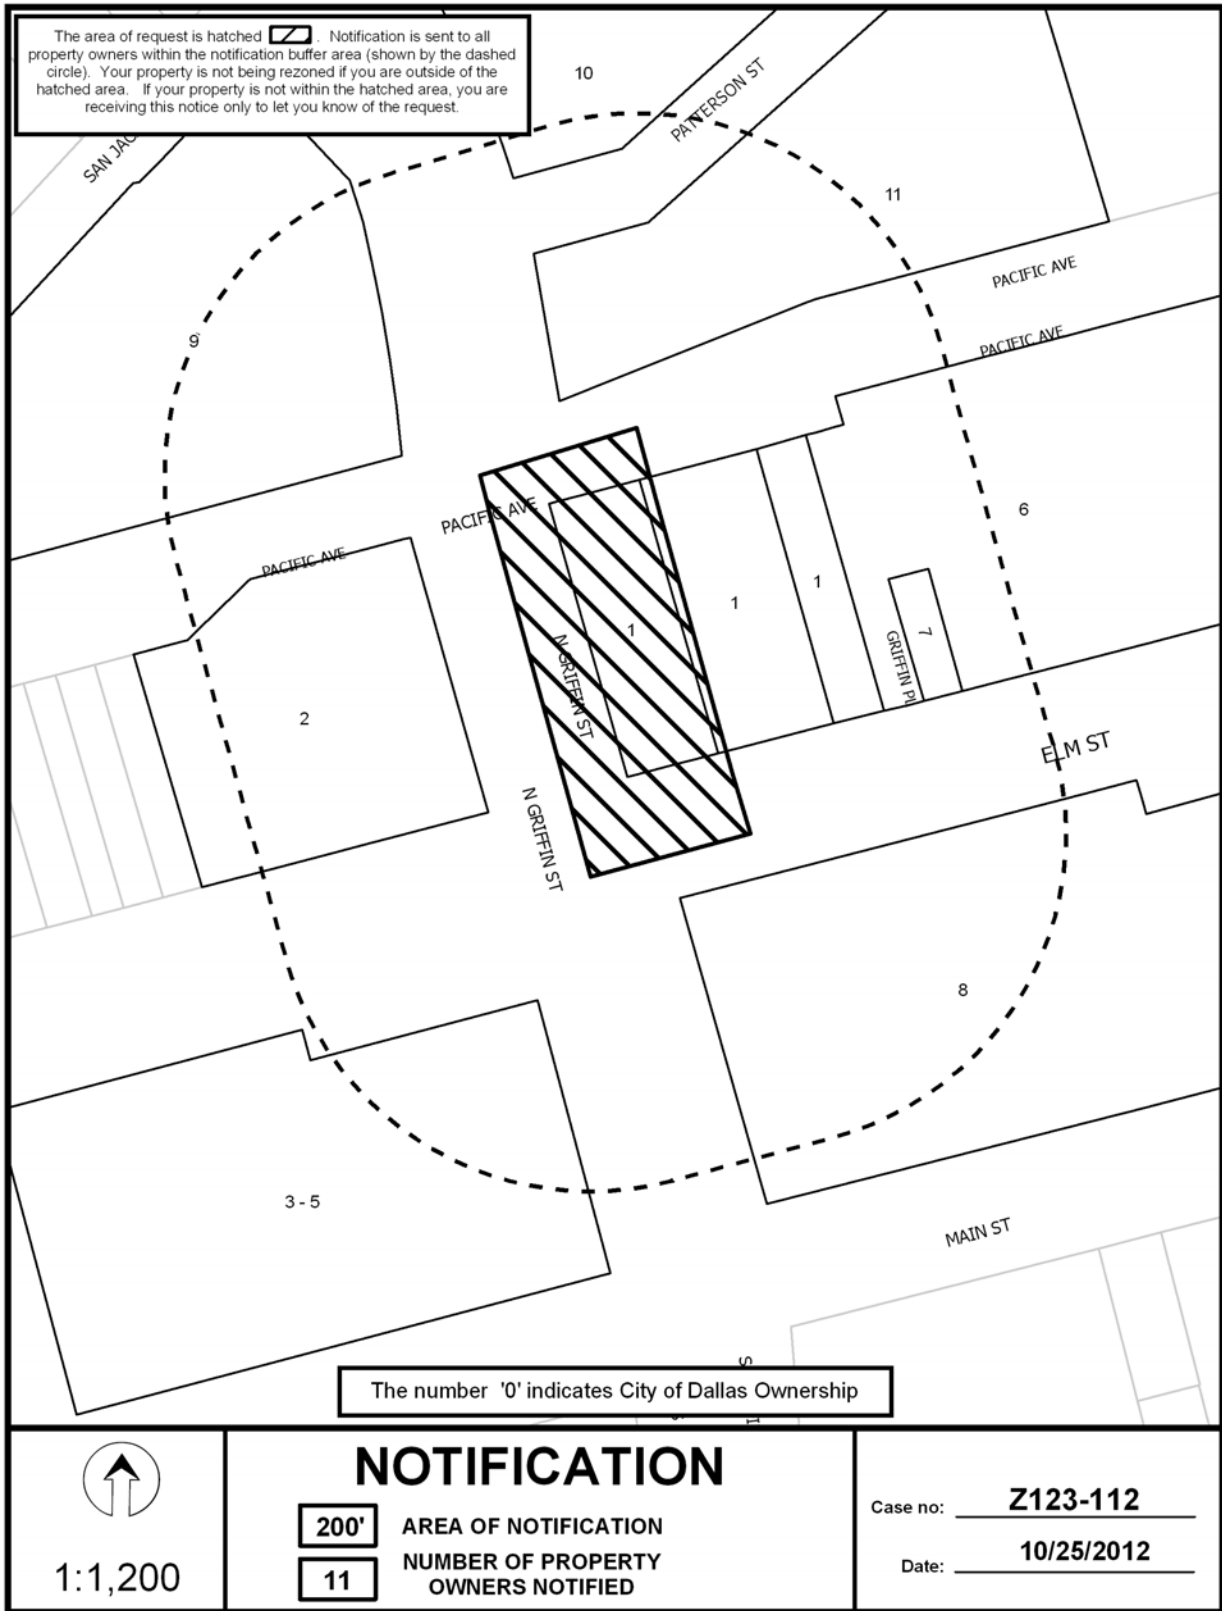 The area of request is hatched . Notification is sent to all
property owners within the notification buffer area (shown by the dashed
circle). Your property is not being rezoned if you are outside of the
hatched area. If your property is not within the hatched area, you are
receiving this notice only to let you know of the request.
SAN JAC
10
PATTERSON ST
11
PACIFIC AVE
PACIFIC AVE
9
PACIFIC AVE
PACIFIC AVE
6
1
1
1
7
GRIFFIN PL
N GRIFFIN ST
2
ELM ST
N GRIFFIN ST
8
3 - 5
MAIN ST
S
The number '0' indicates City of Dallas Ownership
1:1,200
NOTIFICATION
200' AREA OF NOTIFICATION
11 NUMBER OF PROPERTY
OWNERS NOTIFIED
Case no: Z123-112
Date: 10/25/2012